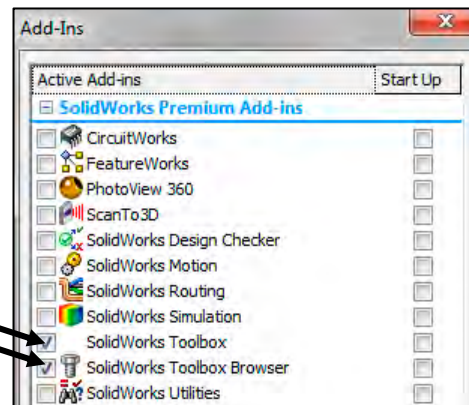 Add-Ins
Active Add-ins Start Up
SolidWorks Premium Add-ins
CircuitWorks
FeatureWorks
PhotoView 360
ScanTo3D
SolidWorks Design Checker
SolidWorks Motion
SolidWorks Routing
SolidWorks Simulation
SolidWorks Toolbox
SolidWorks Toolbox Browser
SolidWorks Utilities